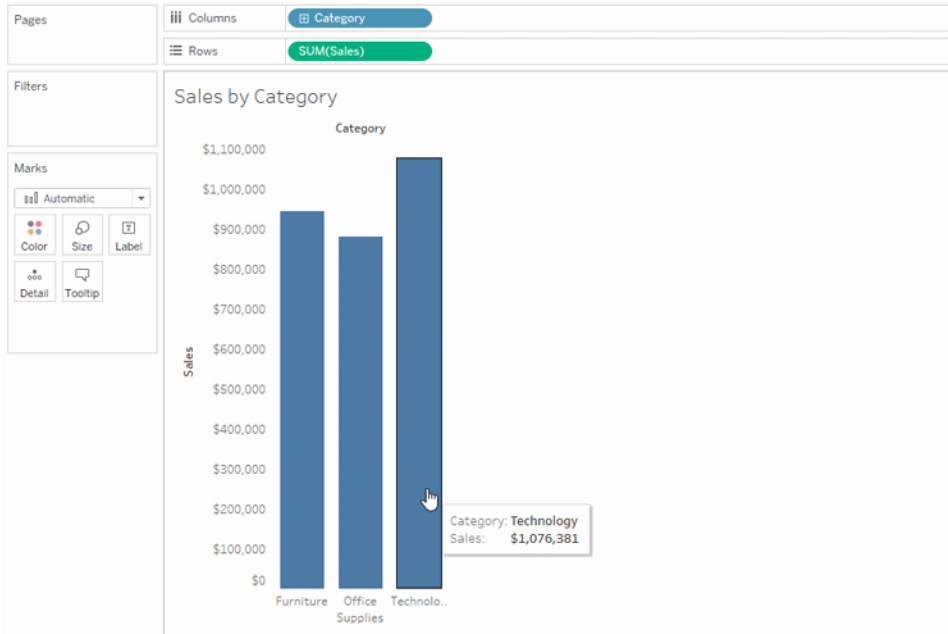 Pages
Columns
Category
Rows
SUM(Sales)
Filters
Marks
Automatic
Color
Size
Label
Detail
Tooltip
Sales by Category
Category
$1,100,000
$1,000,000
$900,000
$800,000
$700,000
$600,000
$500,000
$400,000
$300,000
$200,000
$100,000
$0
Sales
Furniture
Office
Supplies
Technolo..
Category: Technology
Sales: $1,076,381